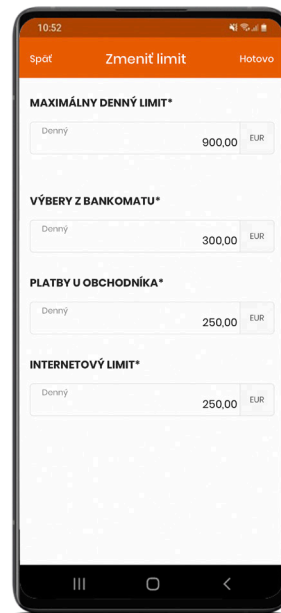 10:52
Späť Zmeniť limit Hotovo
MAXIMÁLNY DENNÝ LIMIT*
Denný
900,00 EUR
VÝBERY Z BANKOMATU*
Denný
300,00 EUR
PLATBY U OBCHODNÍKA*
Denný
250,00 EUR
INTERNETOVÝ LIMIT*
Denný
250,00 EUR